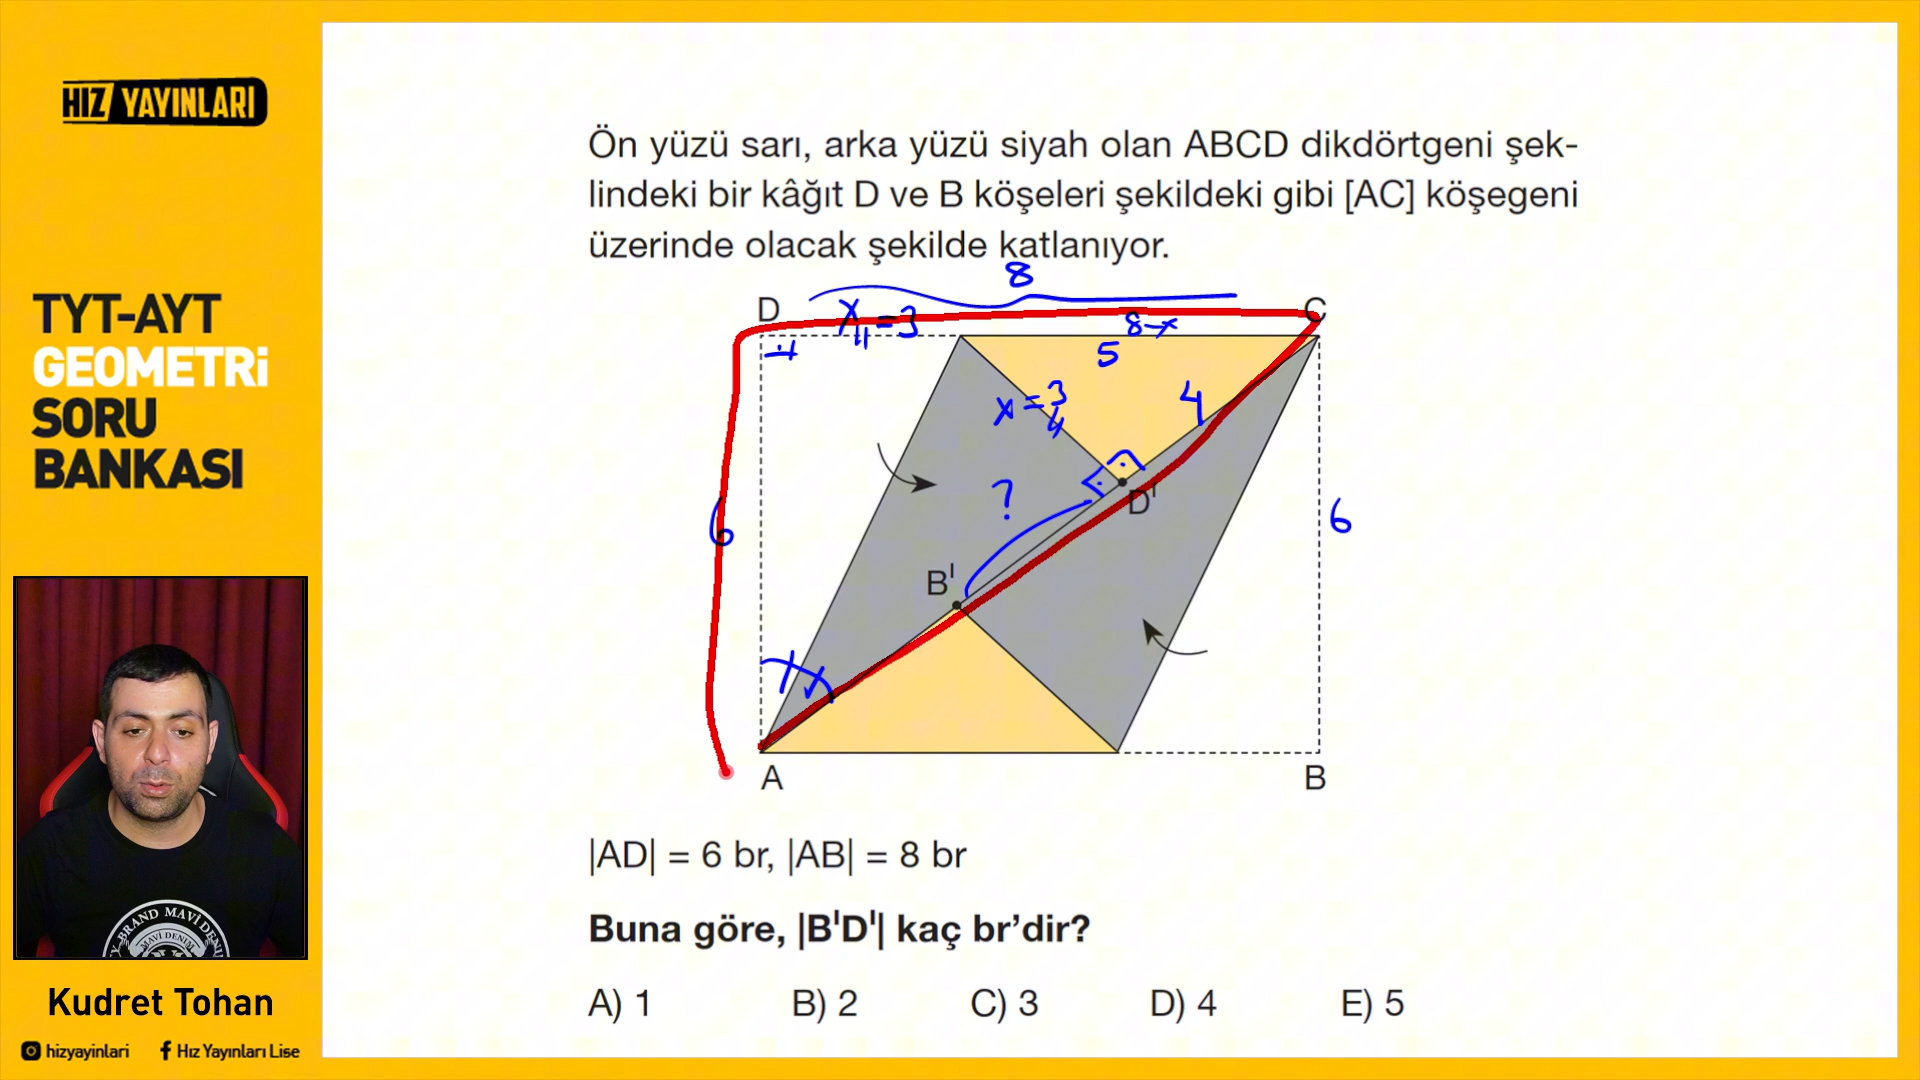 HIZ YAYINLARI
TYT-AYT
GEOMETRİ
SORU
BANKASI
Kudret Tohan
hizyayinlari
Hız Yayınları Lise
Ön yüzü sarı, arka yüzü siyah olan ABCD dikdörtgeni şek-
lindeki bir kâğıt D ve B köşeleri şekildeki gibi [AC] köşegeni
üzerinde olacak şekilde katlanıyor.
8
D
x = 3
8-x
C
5
x = 3
4
?
D'
6
6
B'
A
B
|AD| = 6 br, |AB| = 8 br
Buna göre, |B'D'| kaç br’dir?
A) 1 B) 2 C) 3 D) 4 E) 5